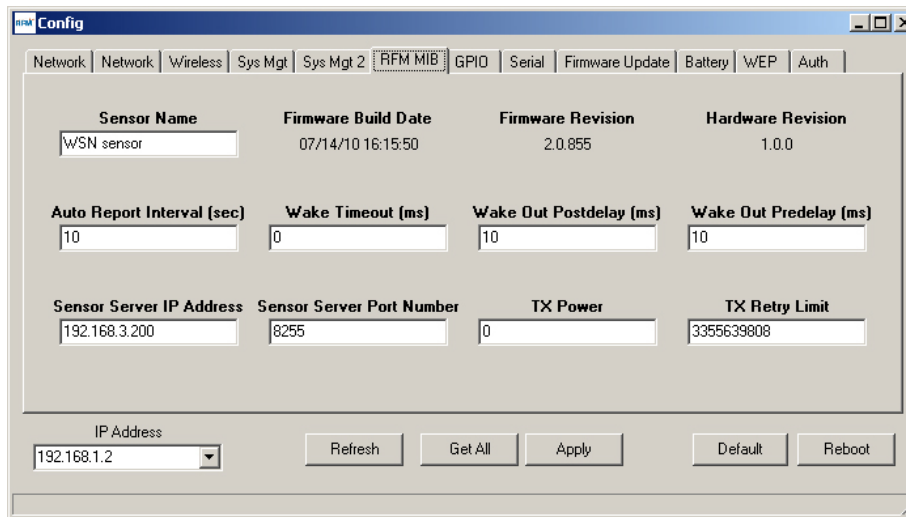 RFM Config
Network Network Wireless Sys Mgt Sys Mgt 2 RFM MIB GPIO Serial Firmware Update Battery WEP Auth
Sensor Name Firmware Build Date Firmware Revision Hardware Revision
WSN sensor 07/14/10 16:15:50 2.0.855 1.0.0
Auto Report Interval (sec) Wake Timeout (ms) Wake Out Postdelay (ms) Wake Out Predelay (ms)
10 0 10 10
Sensor Server IP Address Sensor Server Port Number TX Power TX Retry Limit
192.168.3.200 8255 0 3355639808
IP Address
192.168.1.2 Refresh Get All Apply Default Reboot